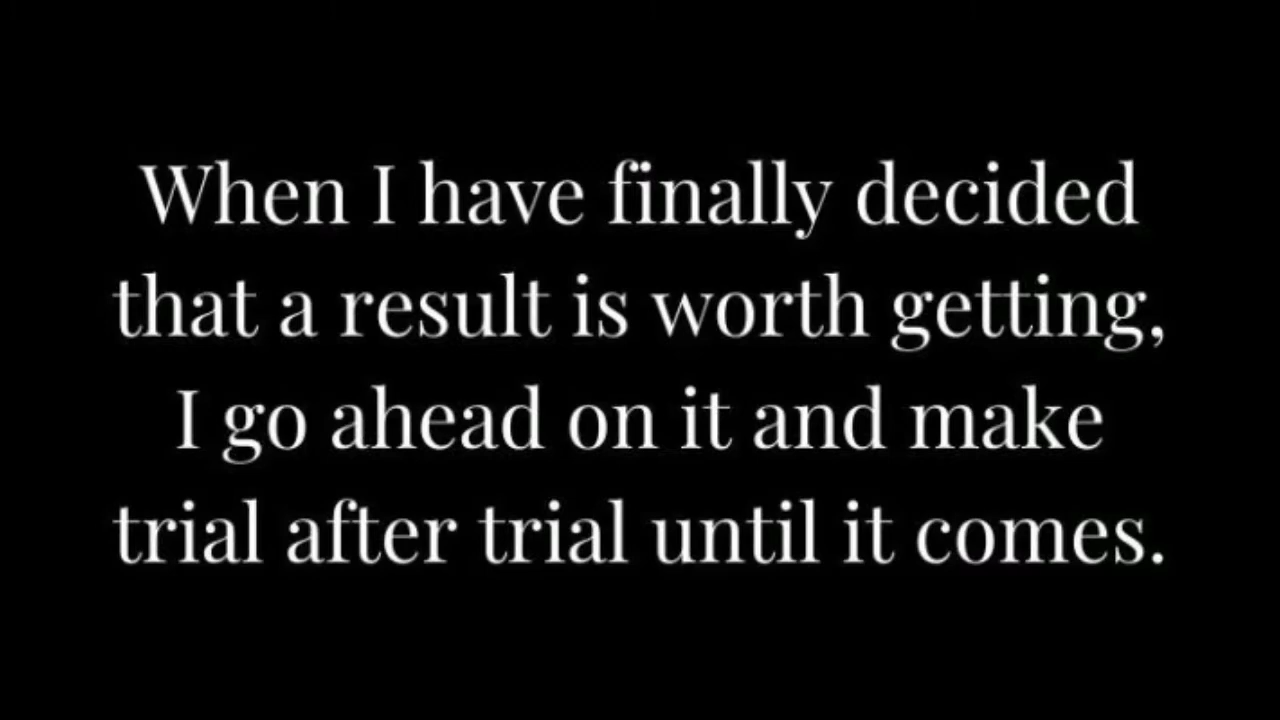 When I have finally decided
that a result is worth getting,
I go ahead on it and make
trial after trial until it comes.